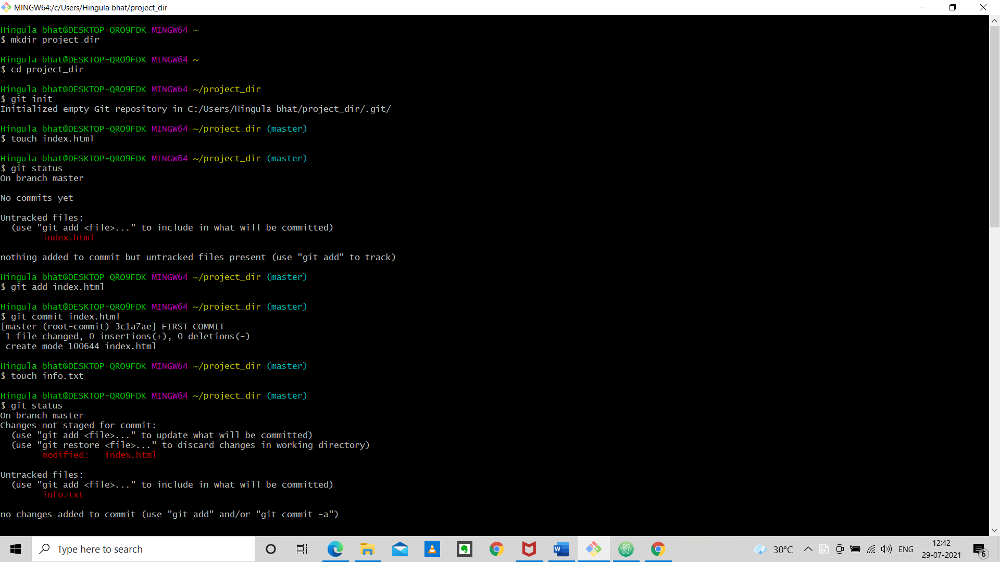 MINGW64:/c/Users/Hingula bhat/project_dir
Hingula bhat@DESKTOP-QRO9FDK MINGW64 ~
$ mkdir project_dir
Hingula bhat@DESKTOP-QRO9FDK MINGW64 ~
$ cd project_dir
Hingula bhat@DESKTOP-QRO9FDK MINGW64 ~/project_dir
$ git init
Initialized empty Git repository in C:/Users/Hingula bhat/project_dir/.git/
Hingula bhat@DESKTOP-QRO9FDK MINGW64 ~/project_dir (master)
$ touch index.html
Hingula bhat@DESKTOP-QRO9FDK MINGW64 ~/project_dir (master)
$ git status
On branch master
No commits yet
Untracked files:
  (use "git add <file>..." to include in what will be committed)
        index.html
nothing added to commit but untracked files present (use "git add" to track)
Hingula bhat@DESKTOP-QRO9FDK MINGW64 ~/project_dir (master)
$ git add index.html
Hingula bhat@DESKTOP-QRO9FDK MINGW64 ~/project_dir (master)
$ git commit index.html
[master (root-commit) 3c1a7ae] FIRST COMMIT
 1 file changed, 0 insertions(+), 0 deletions(-)
 create mode 100644 index.html
Hingula bhat@DESKTOP-QRO9FDK MINGW64 ~/project_dir (master)
$ touch info.txt
Hingula bhat@DESKTOP-QRO9FDK MINGW64 ~/project_dir (master)
$ git status
On branch master
Changes not staged for commit:
  (use "git add <file>..." to update what will be committed)
  (use "git restore <file>..." to discard changes in working directory)
        modified:   index.html
Untracked files:
  (use "git add <file>..." to include in what will be committed)
        info.txt
no changes added to commit (use "git add" and/or "git commit -a")
Type here to search
30°C
ENG
12:42
29-07-2021
6